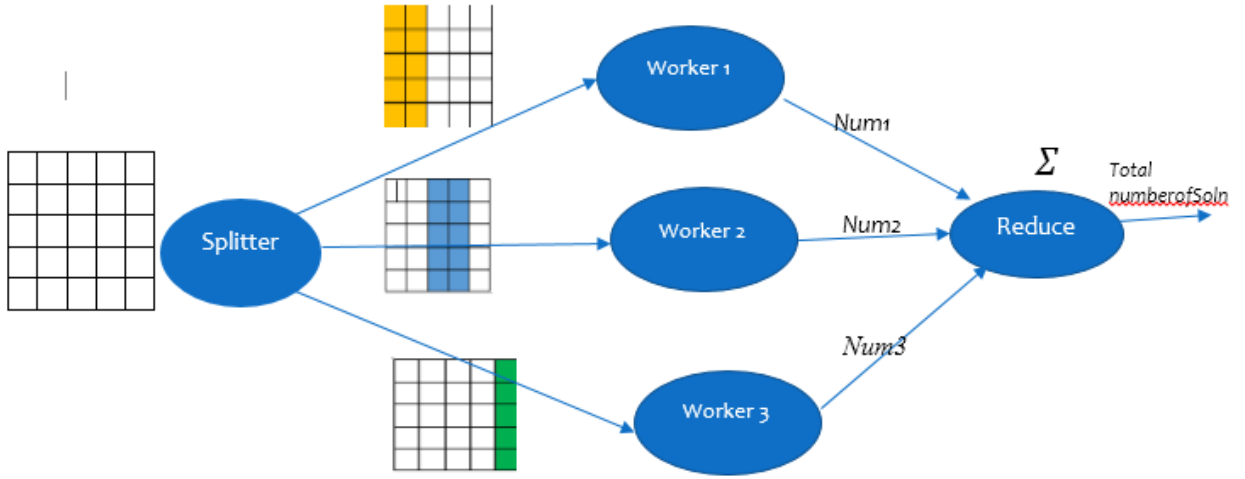 Worker 1
Num1
Σ
Total
numberofSoln
Splitter
Worker 2
Num2
Reduce
Num3
Worker 3